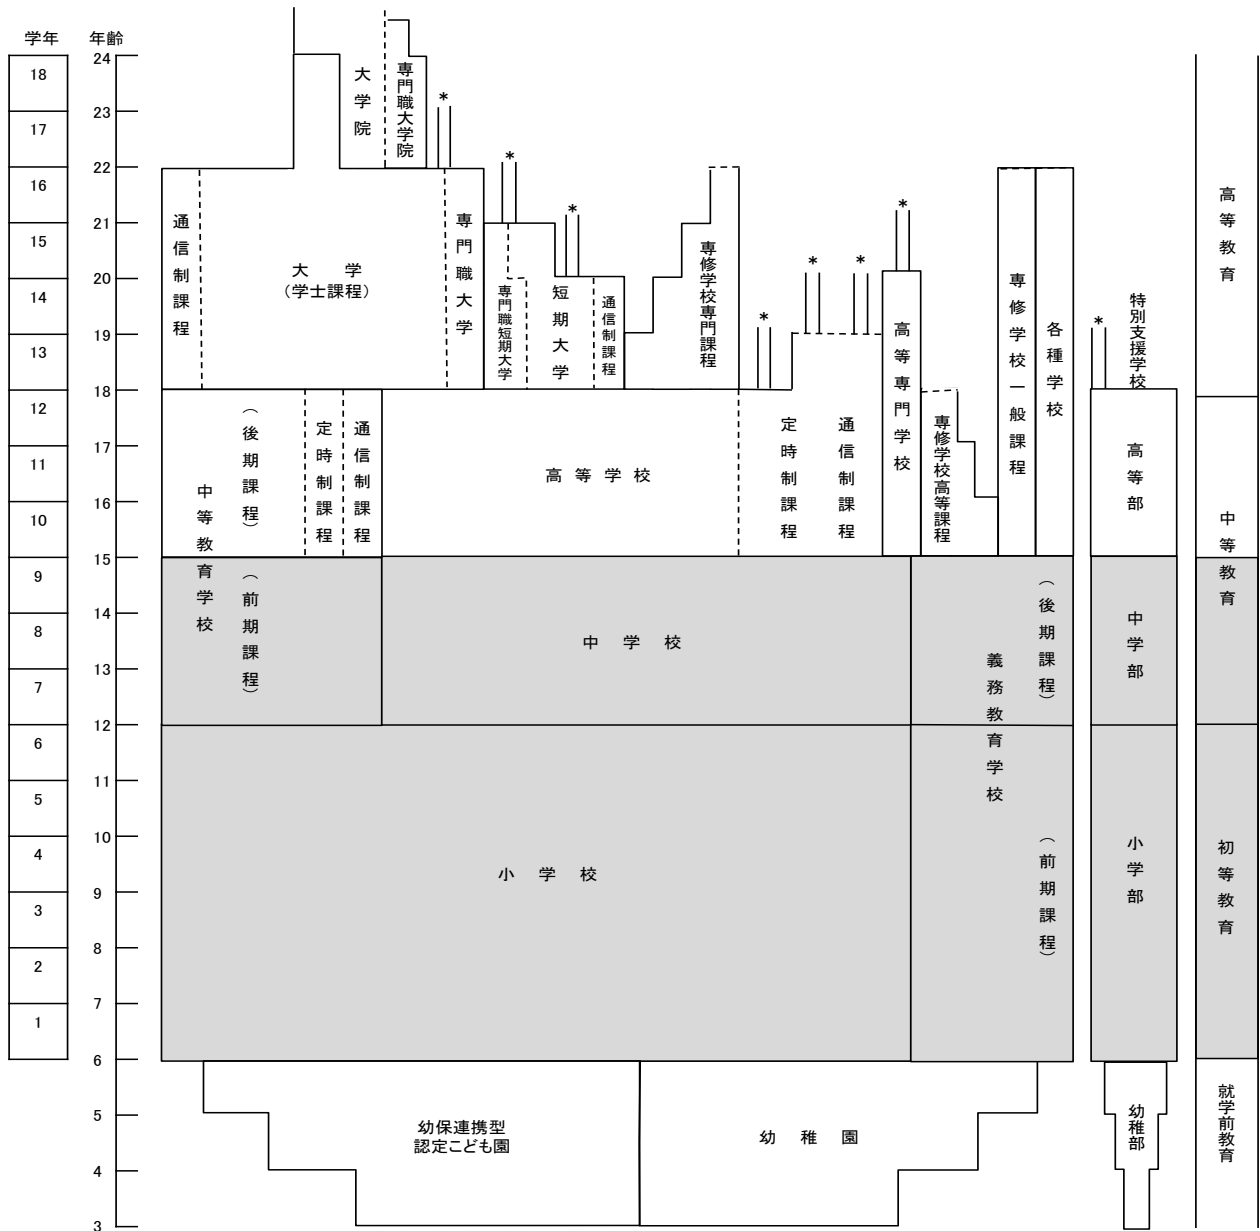 学年
年齢
18
17
16
15
14
13
12
11
10
9
8
7
6
5
4
3
2
1
24
23
22
21
20
19
18
17
16
15
14
13
12
11
10
9
8
7
6
5
4
3
大学院
専門職大学院
*
*
*
*
*
*
*
*
通信制課程
大学
(学士課程)
専門職大学
専門職短期大学
短期大学
通信制課程
専修学校専門課程
高等専門学校
専修学校一般課程
各種学校
特別支援学校
高等教育
中等教育学校
(後期課程)
定時制課程
通信制課程
高等学校
定時制課程
通信制課程
専修学校高等課程
高等部
中等教育
(前期課程)
中学校
義務教育学校
(後期課程)
中学部
小学校
(前期課程)
小学部
初等教育
幼保連携型
認定こども園
幼稚園
幼稚部
就学前教育